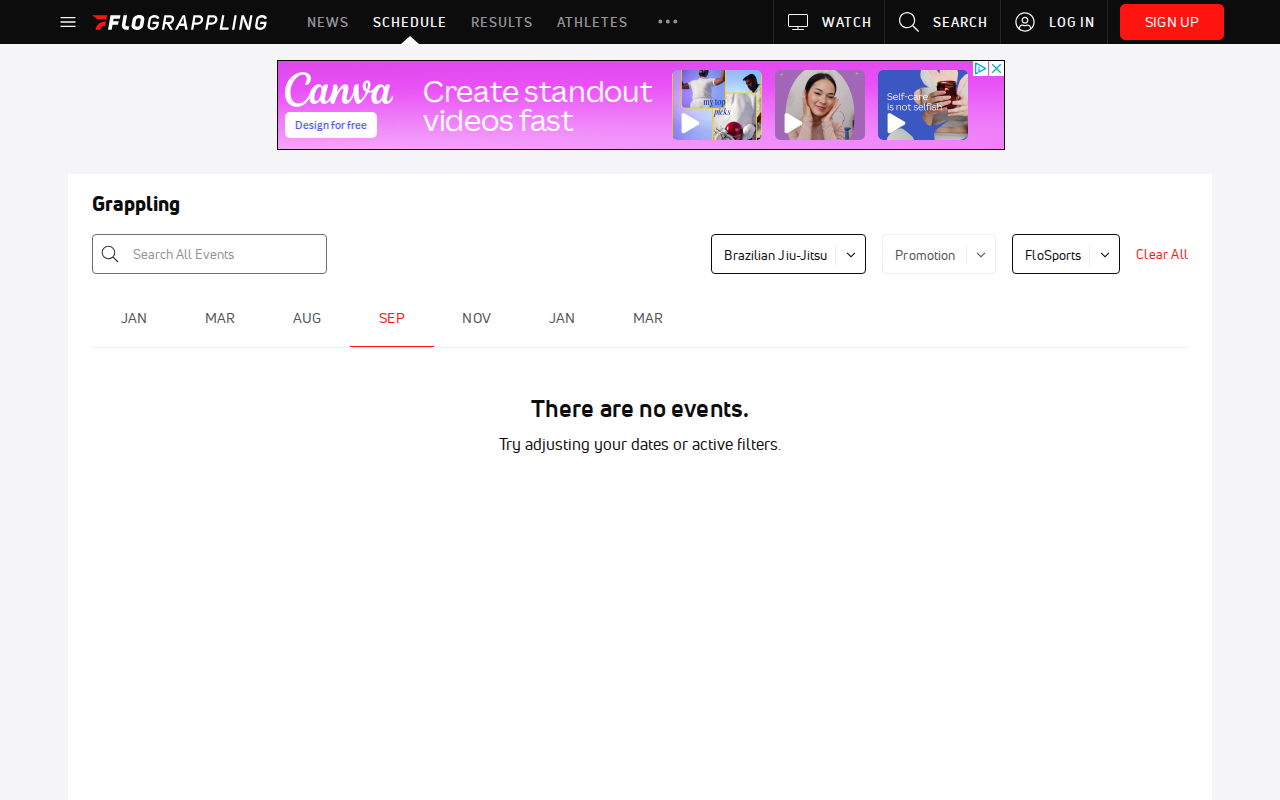 FLOGRAPPLING
NEWS
SCHEDULE
RESULTS
ATHLETES
WATCH
SEARCH
LOG IN
SIGN UP
Canva
Design for free
Create standout
videos fast
my top
picks
Self-care
is not selfish
Grappling
Search All Events
Brazilian Jiu-Jitsu
Promotion
FloSports
Clear All
JAN
MAR
AUG
SEP
NOV
JAN
MAR
There are no events.
Try adjusting your dates or active filters.